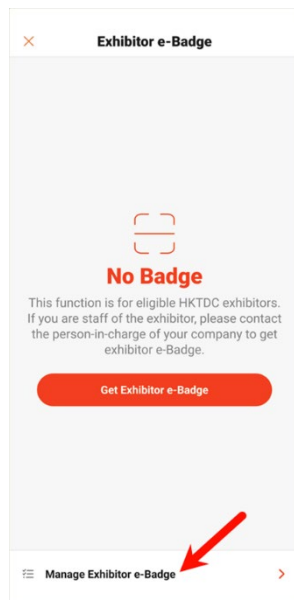 Exhibitor e-Badge
No Badge
This function is for eligible HKTDC exhibitors.
If you are staff of the exhibitor, please contact
the person-in-charge of your company to get
exhibitor e-Badge.
Get Exhibitor e-Badge
Manage Exhibitor e-Badge